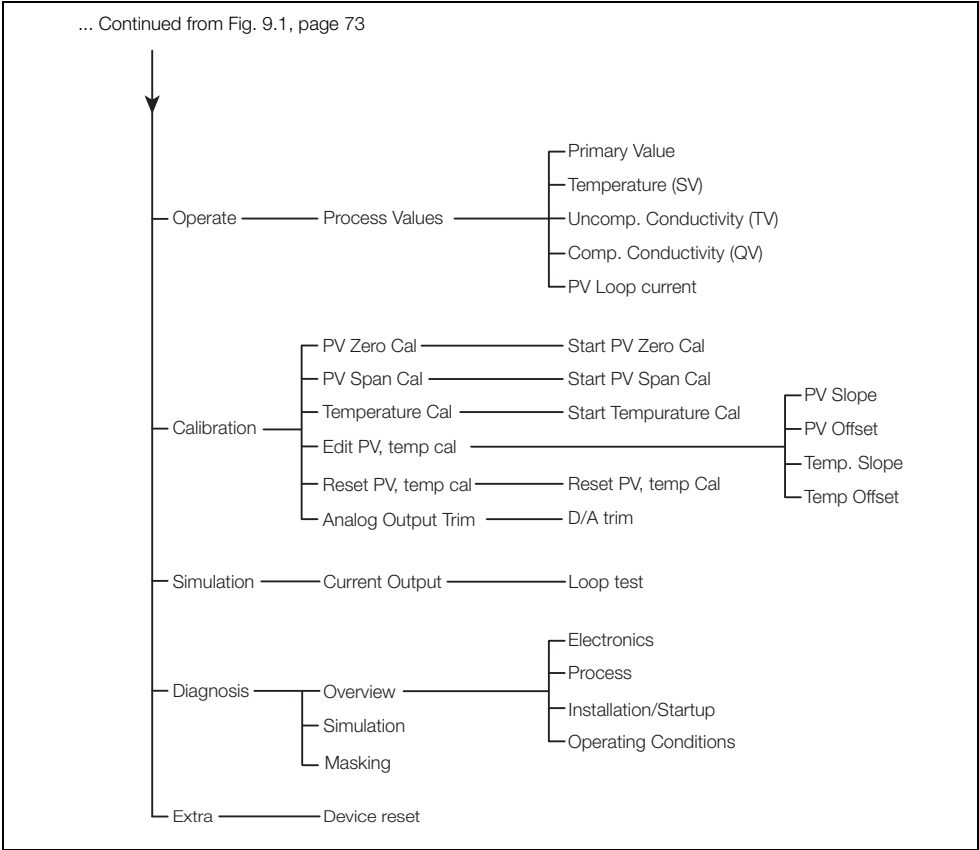 ... Continued from Fig. 9.1, page 73
Primary Value
Temperature (SV)
Operate
Process Values
Uncomp. Conductivity (TV)
Comp. Conductivity (QV)
PV Loop current
PV Zero Cal
Start PV Zero Cal
PV Span Cal
Start PV Span Cal
PV Slope
Temperature Cal
Start Tempurature Cal
Calibration
PV Offset
Edit PV, temp cal
Temp. Slope
Reset PV, temp cal
Reset PV, temp Cal
Temp Offset
Analog Output Trim
D/A trim
Simulation
Current Output
Loop test
Electronics
Process
Diagnosis
Overview
Installation/Startup
Simulation
Operating Conditions
Masking
Extra
Device reset